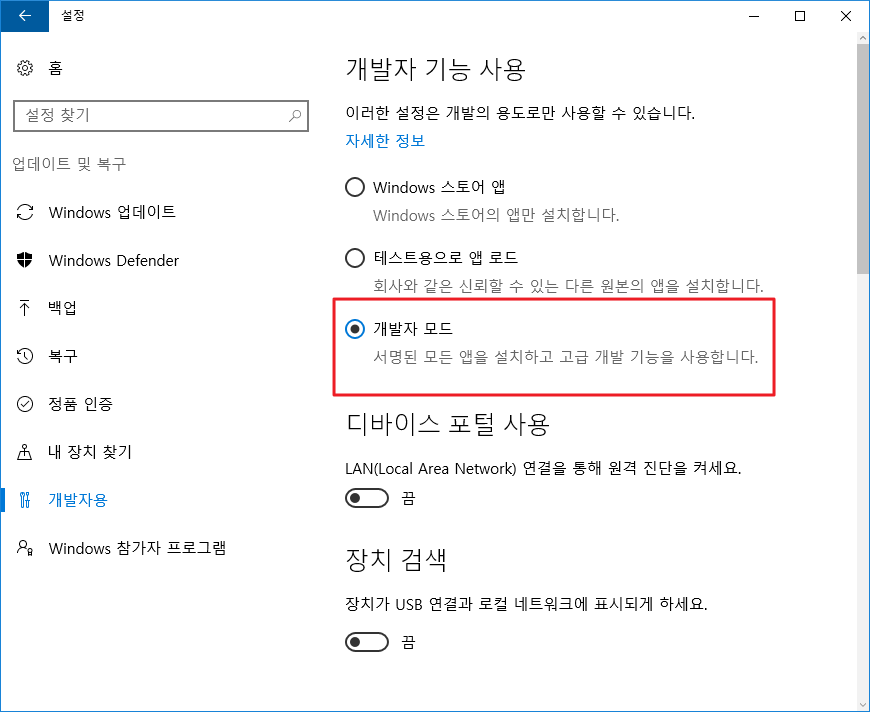 설정
홈
설정 찾기
업데이트 및 복구
Windows 업데이트
Windows Defender
백업
복구
정품 인증
내 장치 찾기
개발자용
Windows 참가자 프로그램
개발자 기능 사용
이러한 설정은 개발의 용도로만 사용할 수 있습니다.
자세한 정보
Windows 스토어 앱
Windows 스토어의 앱만 설치합니다.
테스트용으로 앱 로드
회사와 같은 신뢰할 수 있는 다른 원본의 앱을 설치합니다.
개발자 모드
서명된 모든 앱을 설치하고 고급 개발 기능을 사용합니다.
디바이스 포털 사용
LAN(Local Area Network) 연결을 통해 원격 진단을 켜세요.
끔
장치 검색
장치가 USB 연결과 로컬 네트워크에 표시되게 하세요.
끔